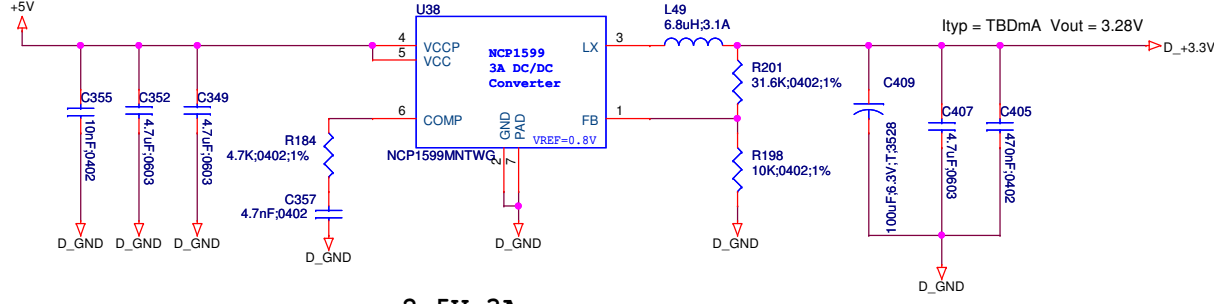 +5V
U38
L49
6.8uH;3.1A
Ityp = TBDmA Vout = 3.28V
D_+3.3V
4
VCCP
5
VCC
NCP1599
3A DC/DC
Converter
LX
3
R201
31.6K;0402;1%
C409
C355
10nF;0402
C352
4.7uF;0603
C349
4.7uF;0603
6
COMP
GND
PAD
FB
1
VREF=0.8V
C407
4.7uF;0603
C405
470nF;0402
100uF;6.3V;T;3528
R184
4.7K;0402;1%
NCP1599MNTWG
2
7
R198
10K;0402;1%
C357
4.7nF;0402
D_GND
D_GND
D_GND
D_GND
D_GND
D_GND
D_GND